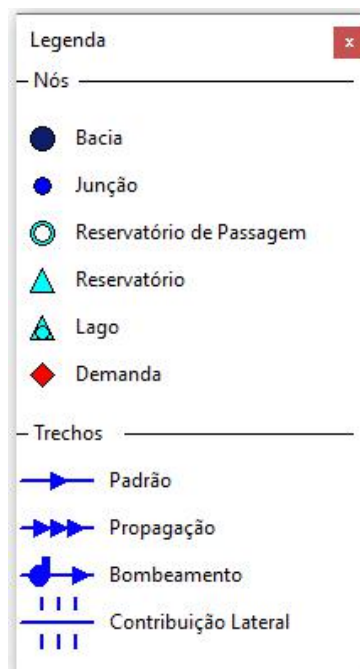 Legenda
x
Nós
Bacia
Junção
Reservatório de Passagem
Reservatório
Lago
Demanda
Trechos
Padrão
Propagação
Bombeamento
Contribuição Lateral